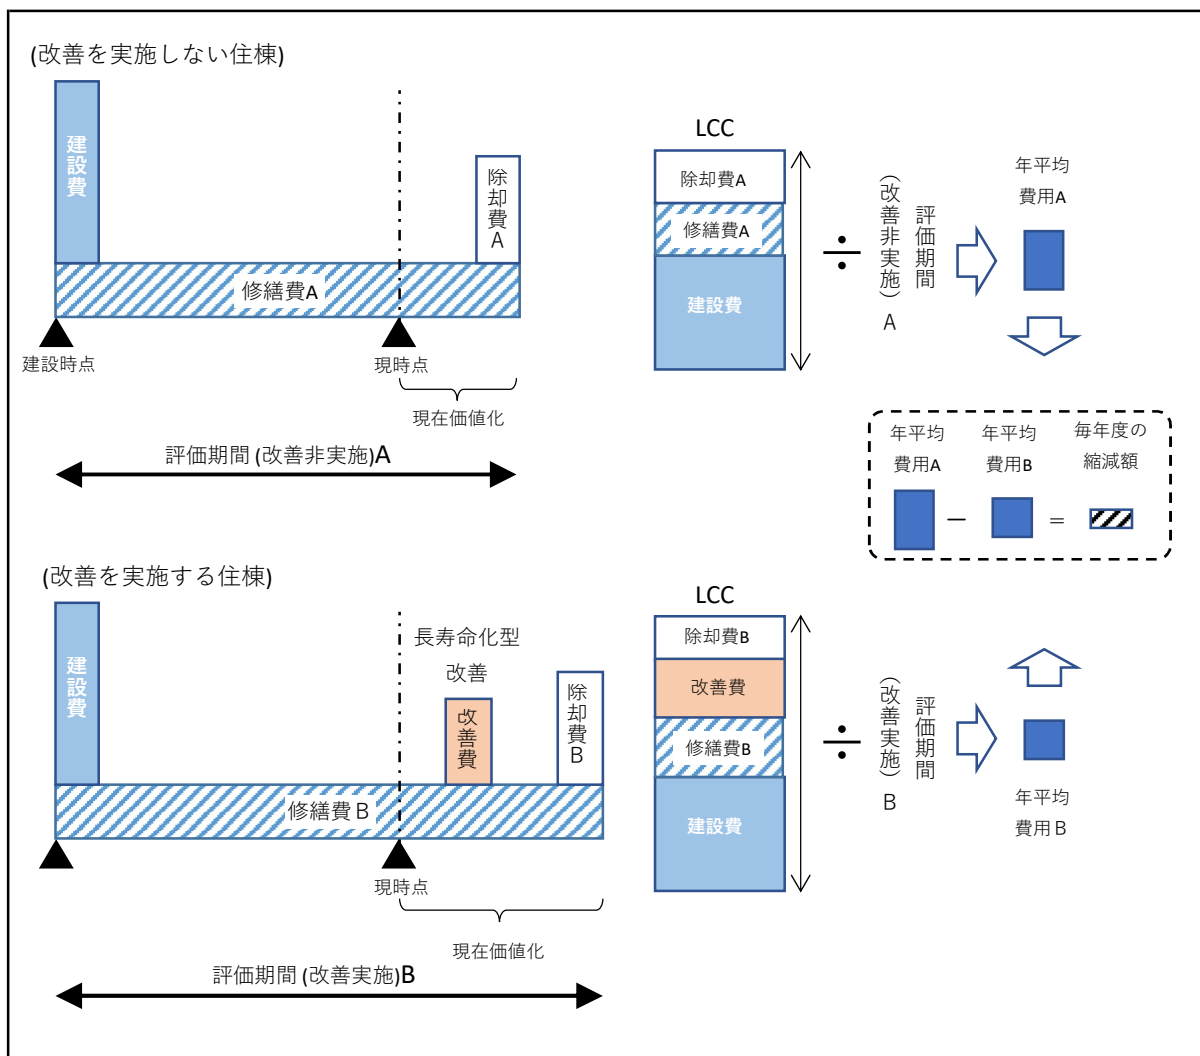 (改善を実施しない住棟)
建設費
除却費A
修繕費A
建設時点
現時点
現在価値化
評価期間 (改善非実施)A
LCC
除却費A
修繕費A
建設費
÷
評価期間
(改善非実施)A
年平均
費用A
年平均
費用A
－
年平均
費用B
＝
毎年度の
縮減額
(改善を実施する住棟)
建設費
長寿命化型
改善
改善費
除却費B
修繕費Ｂ
現時点
現在価値化
評価期間 (改善実施)B
LCC
除却費B
改善費
修繕費B
建設費
÷
評価期間
(改善実施)B
年平均
費用Ｂ